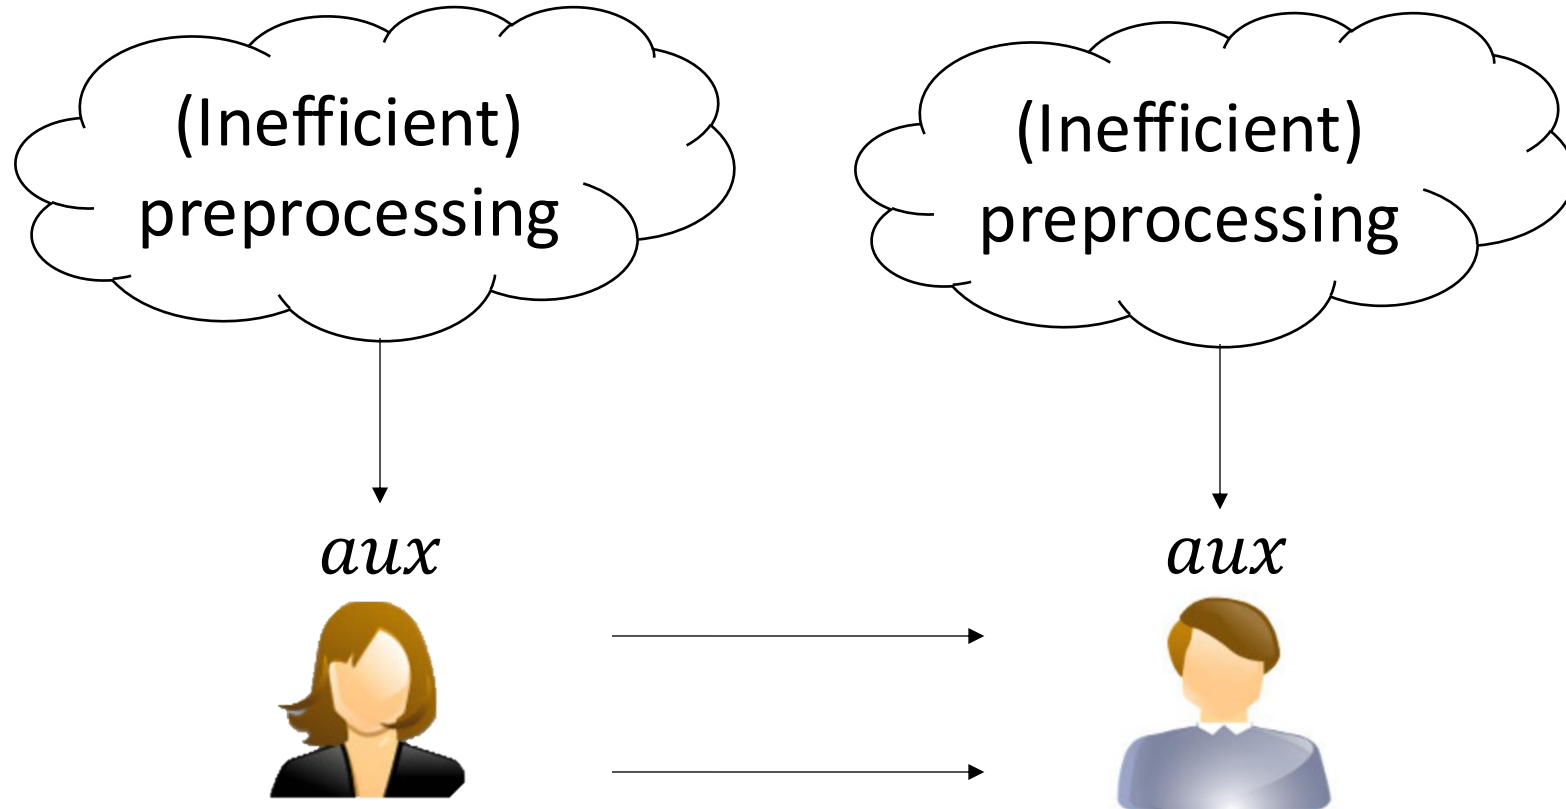 (Inefficient)
preprocessing
(Inefficient)
preprocessing
aux
aux